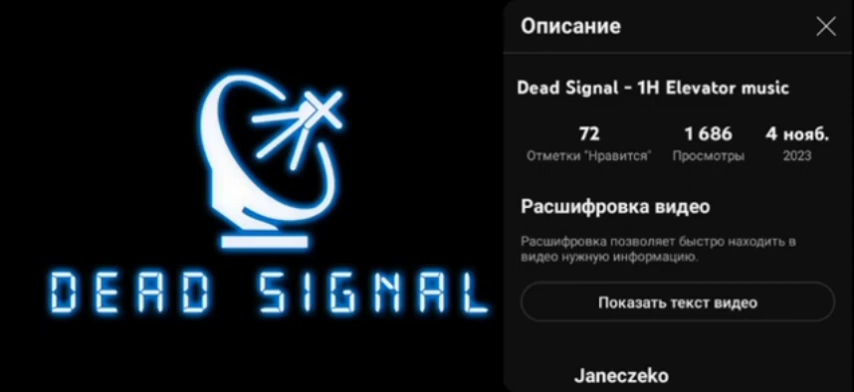 DEAD SIGNAL
Описание
Dead Signal - 1H Elevator music
72 1 686 4 нояб.
Отметки "Нравится" Просмотры 2023
Расшифровка видео
Расшифровка позволяет быстро находить в
видео нужную информацию.
Показать текст видео
Janeczeko